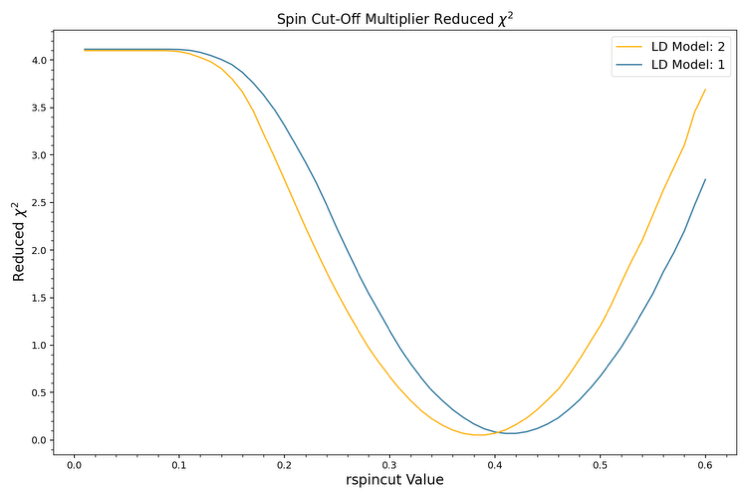 Spin Cut-Off Multiplier Reduced χ²
LD Model: 2
LD Model: 1
Reduced χ²
4.0
3.5
3.0
2.5
2.0
1.5
1.0
0.5
0.0
0.0 0.1 0.2 0.3 0.4 0.5 0.6
rspincut Value